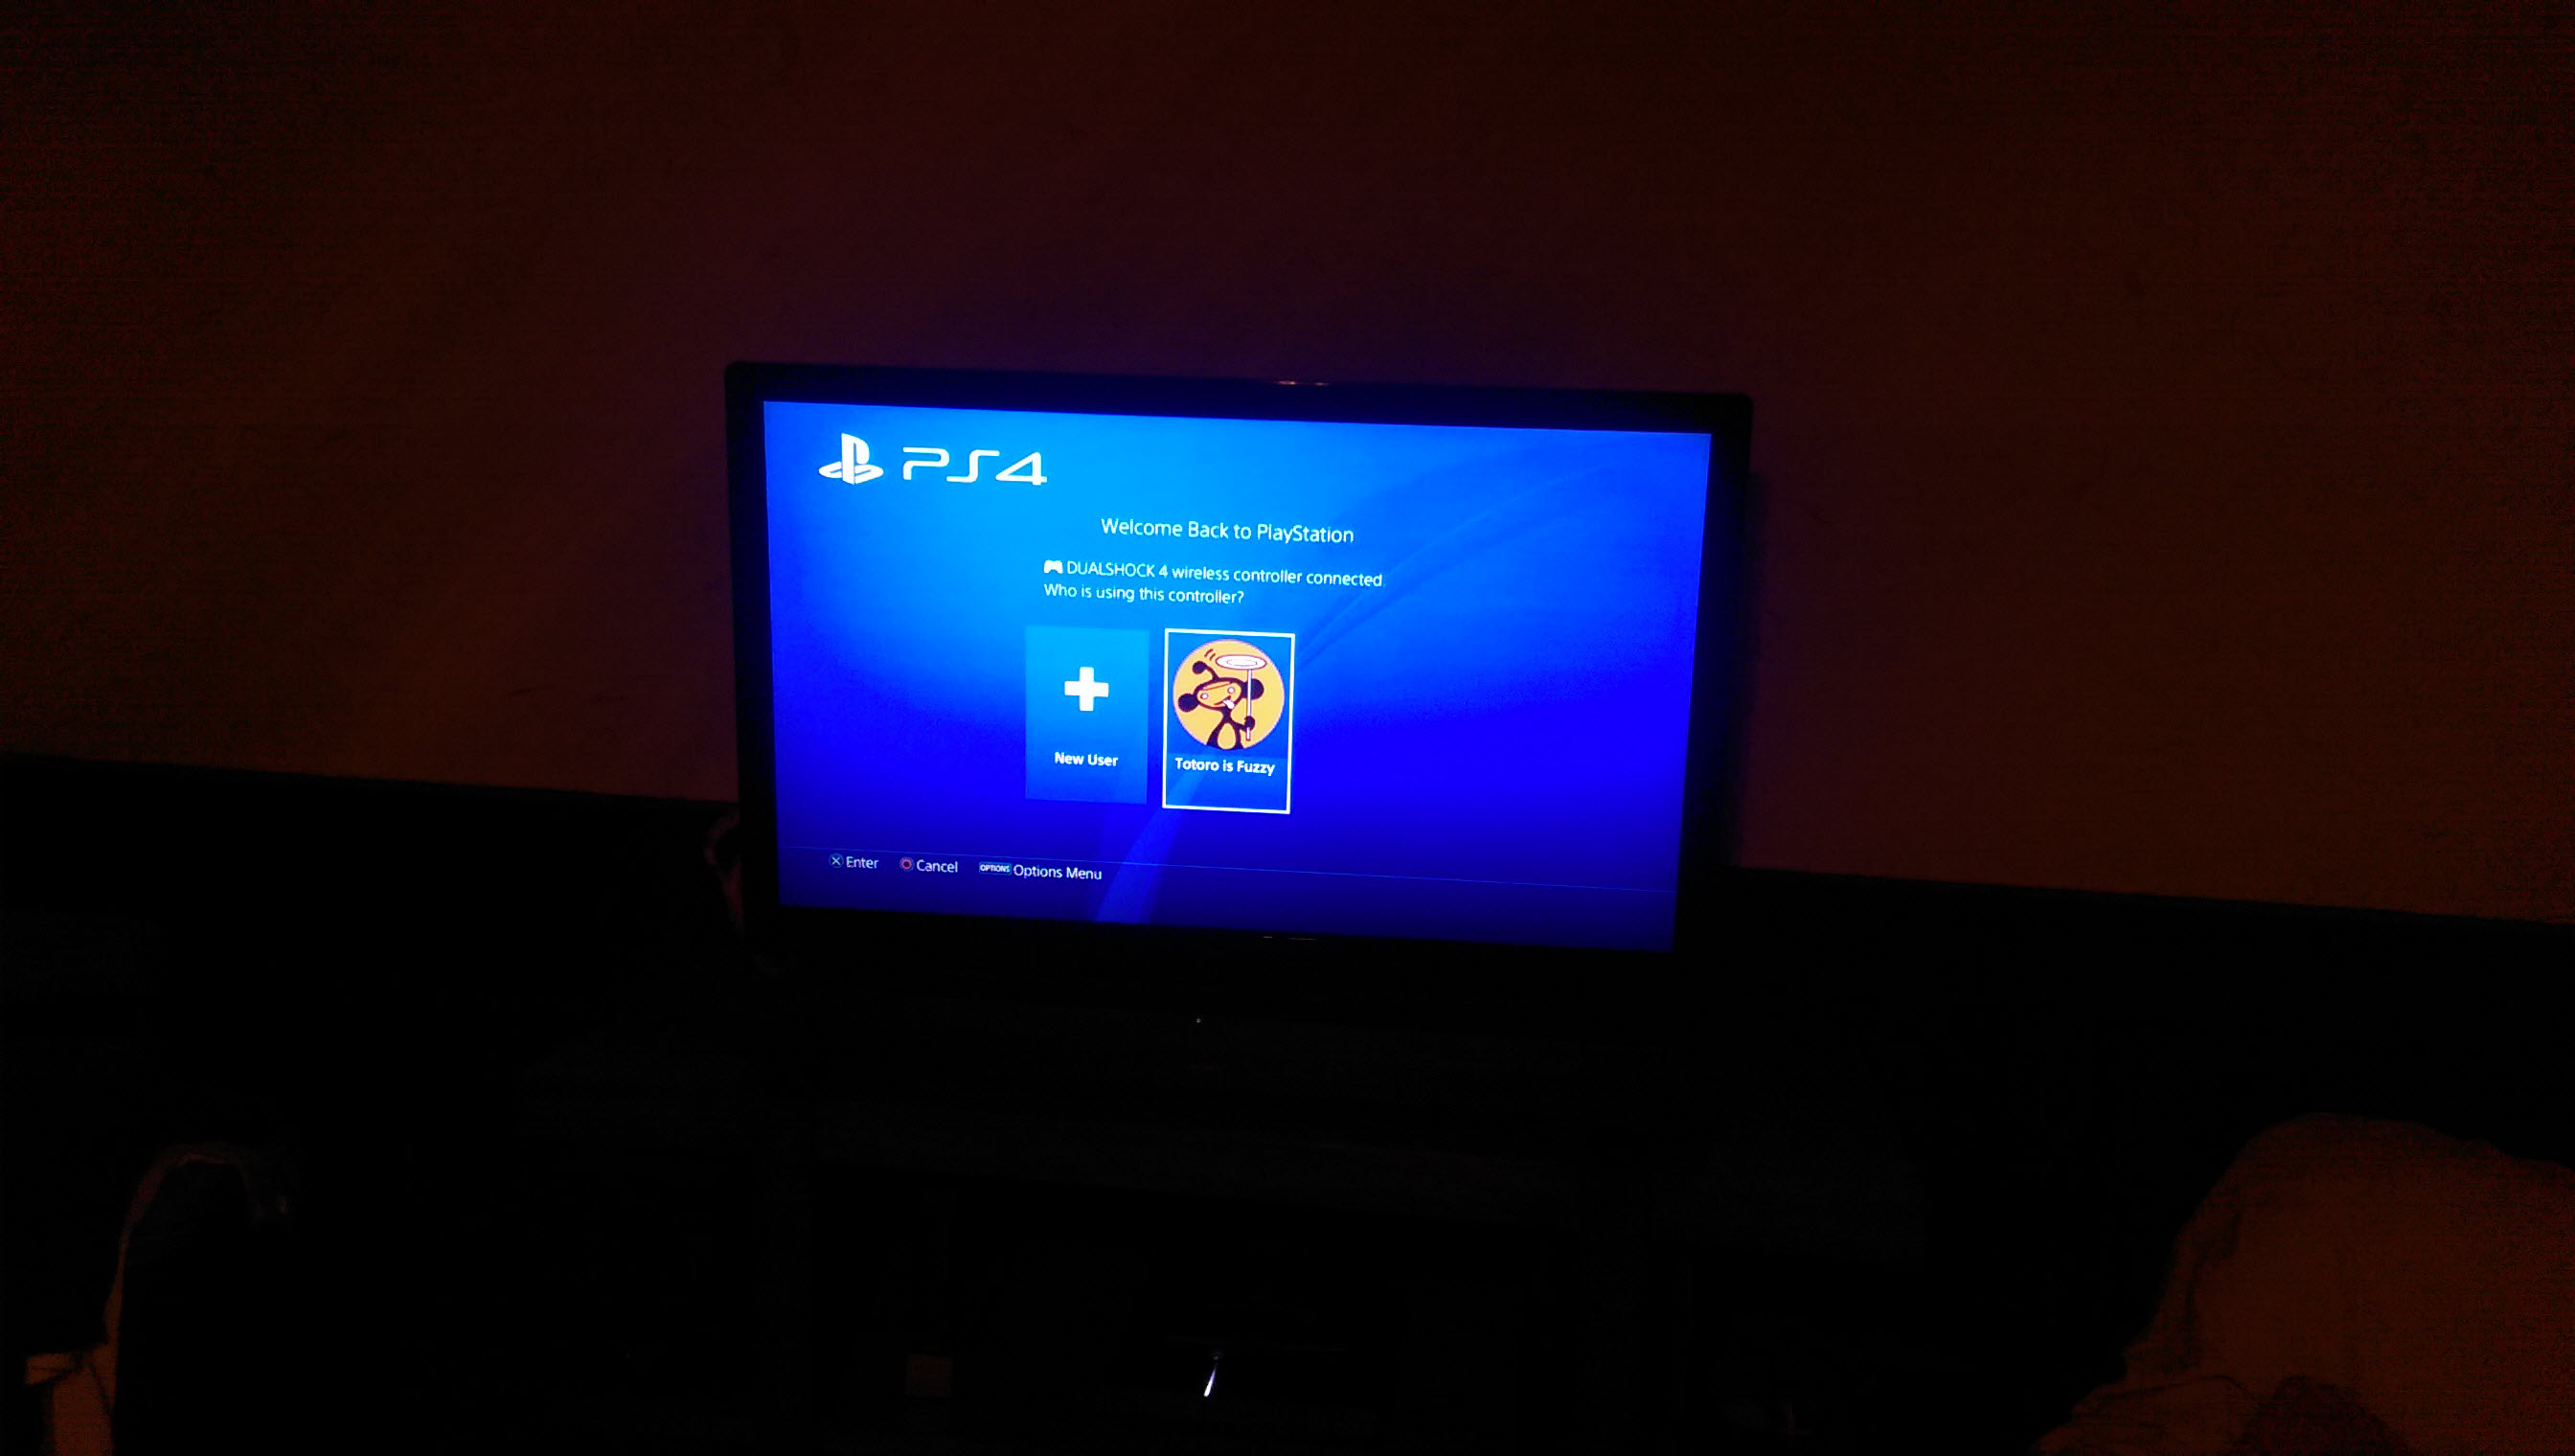 PS4
Welcome Back to PlayStation
DUALSHOCK 4 wireless controller connected.
Who is using this controller?
New User
Totoro is Fuzzy
Enter
Cancel
OPTIONS Options Menu